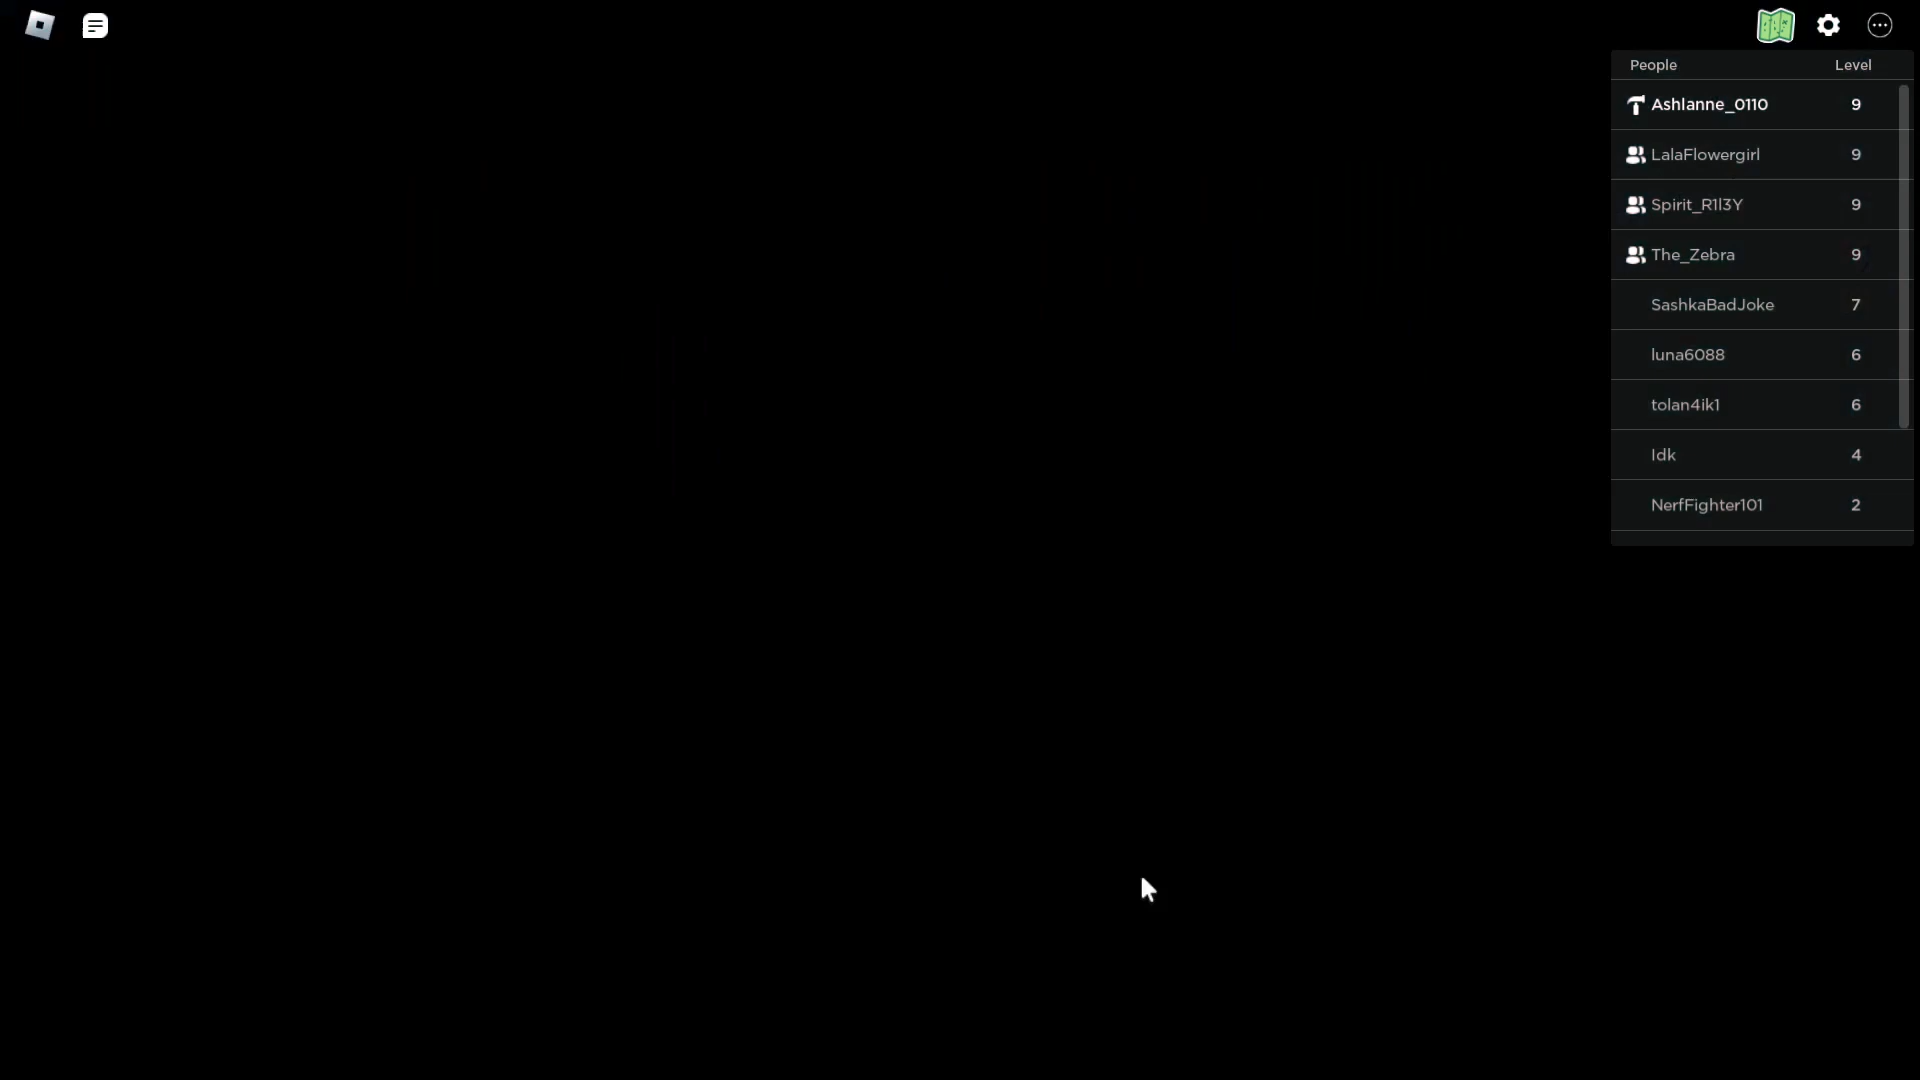 People Level
Ashlanne_0110 9
LalaFlowergirl 9
Spirit_R1l3Y 9
The_Zebra 9
SashkaBadJoke 7
luna6088 6
tolan4ik1 6
Idk 4
NerfFighter101 2